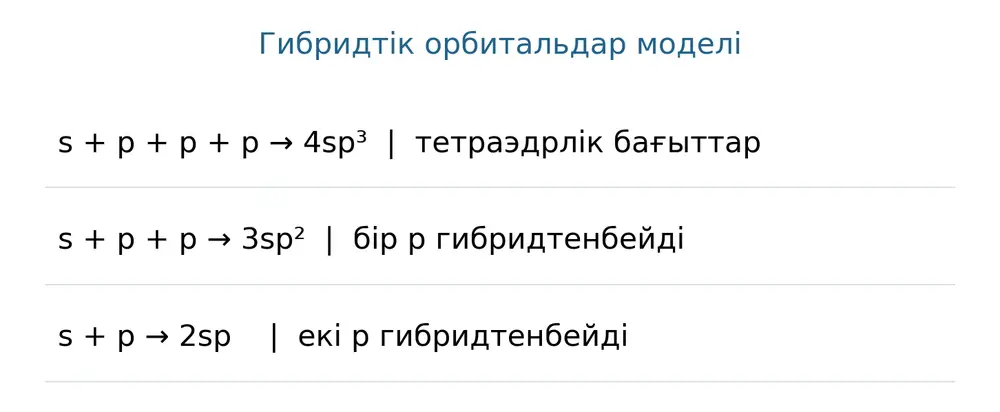 Гибридтік орбитальдар моделі
s + p + p + p → 4sp³ | тетраэдрлік бағыттар
s + p + p → 3sp² | бір p гибридтенбейді
s + p → 2sp | екі p гибридтенбейді